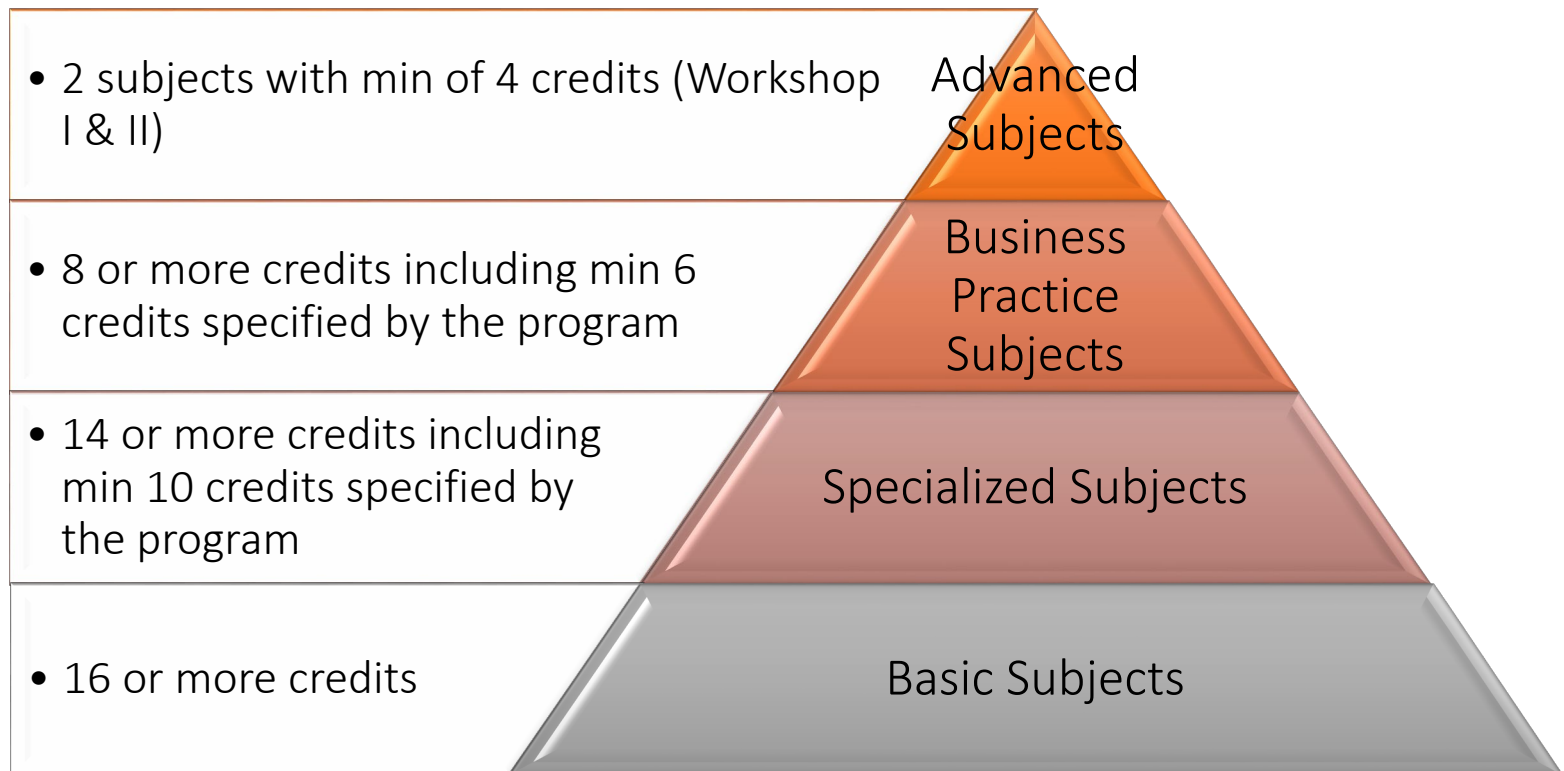 • 2 subjects with min of 4 credits (Workshop
I & II)
Advanced
Subjects
• 8 or more credits including min 6
credits specified by the program
Business
Practice
Subjects
• 14 or more credits including
min 10 credits specified by
the program
Specialized Subjects
• 16 or more credits
Basic Subjects